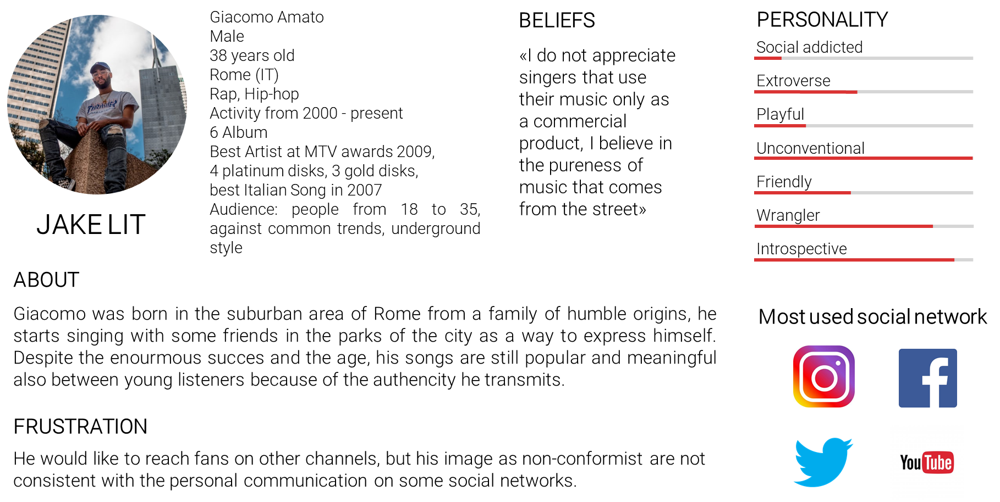 THRASHER
JAKE LIT
Giacomo Amato
Male
38 years old
Rome (IT)
Rap, Hip-hop
Activity from 2000 - present
6 Album
Best Artist at MTV awards 2009,
4 platinum disks, 3 gold disks,
best Italian Song in 2007
Audience: people from 18 to 35,
against common trends, underground
style
BELIEFS
«I do not appreciate
singers that use
their music only as
a commercial
product, I believe in
the pureness of
music that comes
from the street»
PERSONALITY
Social addicted
Extroverse
Playful
Unconventional
Friendly
Wrangler
Introspective
ABOUT
Giacomo was born in the suburban area of Rome from a family of humble origins, he
starts singing with some friends in the parks of the city as a way to express himself.
Despite the enourmous succes and the age, his songs are still popular and meaningful
also between young listeners because of the authencity he transmits.
FRUSTRATION
He would like to reach fans on other channels, but his image as non-conformist are not
consistent with the personal communication on some social networks.
Most used social network
f
YouTube